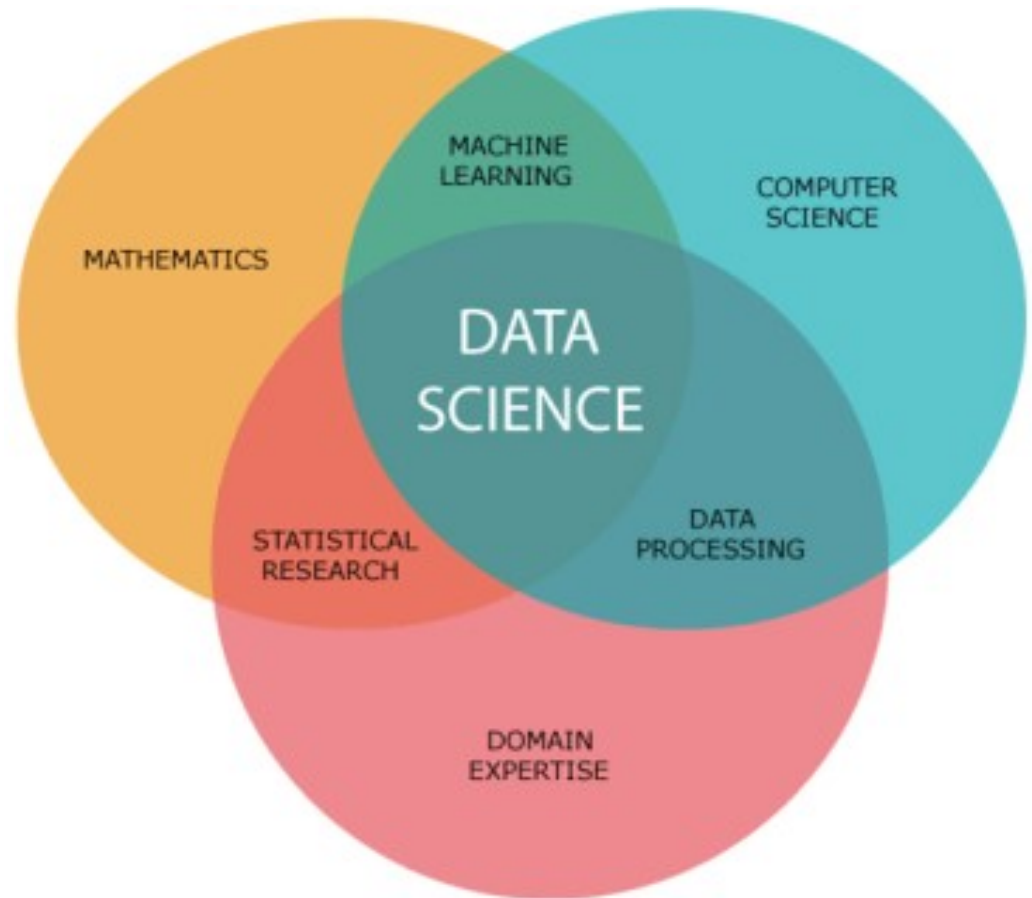 MACHINE
LEARNING
COMPUTER
SCIENCE
MATHEMATICS
DATA
SCIENCE
STATISTICAL
RESEARCH
DATA
PROCESSING
DOMAIN
EXPERTISE